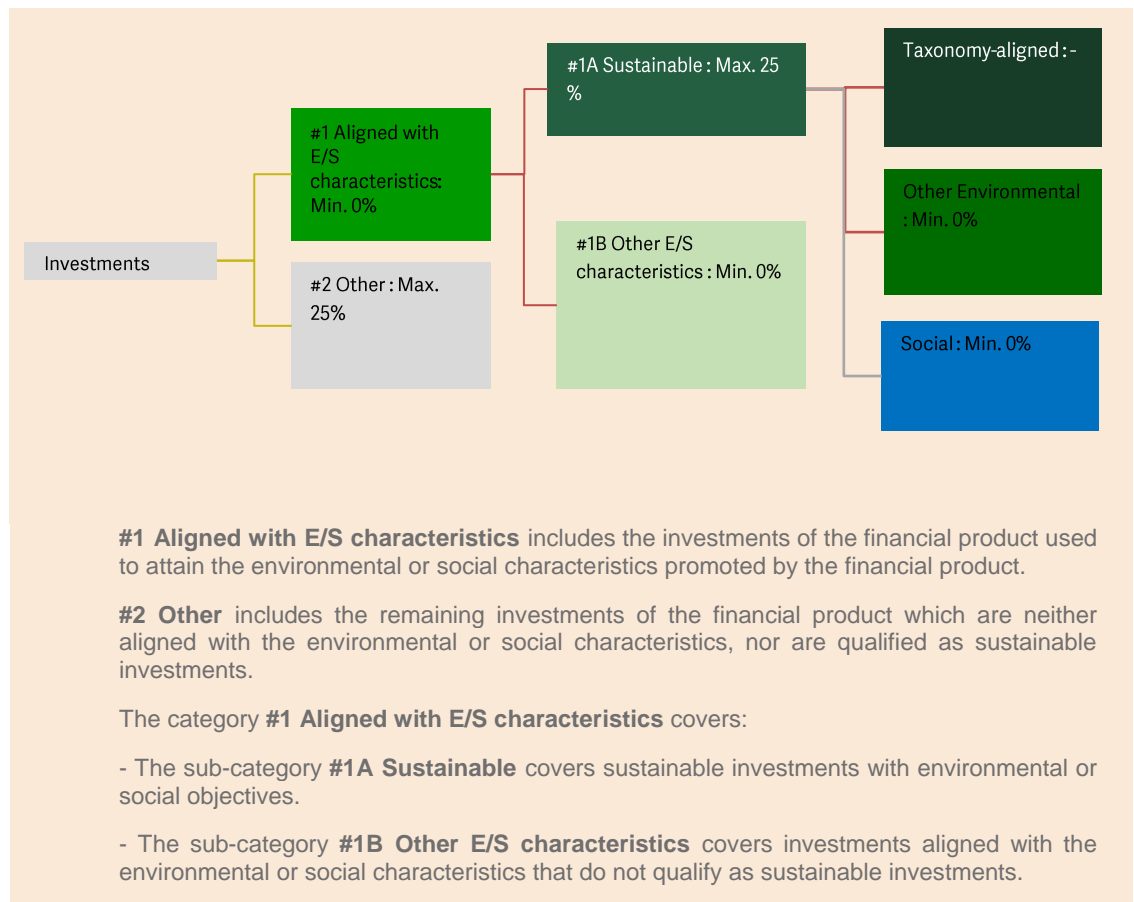 Investments
#1 Aligned with
E/S
characteristics:
Min. 0%
#2 Other : Max.
25%
#1A Sustainable : Max. 25
%
#1B Other E/S
characteristics : Min. 0%
Taxonomy-aligned : -
Other Environmental
: Min. 0%
Social : Min. 0%
#1 Aligned with E/S characteristics includes the investments of the financial product used
to attain the environmental or social characteristics promoted by the financial product.
#2 Other includes the remaining investments of the financial product which are neither
aligned with the environmental or social characteristics, nor are qualified as sustainable
investments.
The category #1 Aligned with E/S characteristics covers:
- The sub-category #1A Sustainable covers sustainable investments with environmental or
social objectives.
- The sub-category #1B Other E/S characteristics covers investments aligned with the
environmental or social characteristics that do not qualify as sustainable investments.